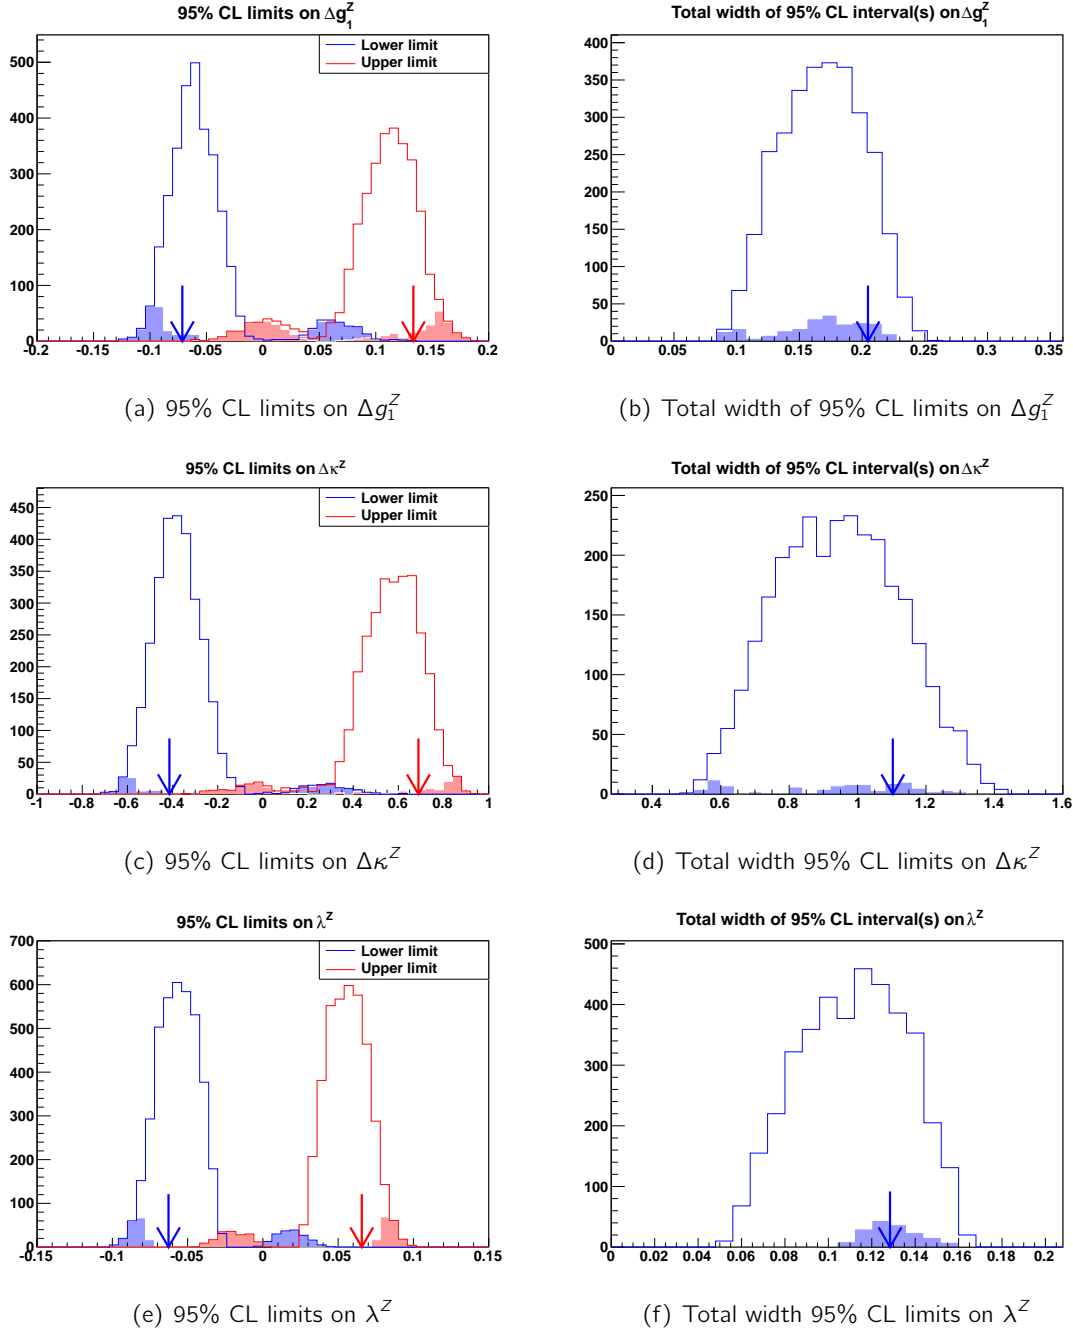 95% CL limits on Δg₁ᶻ
Lower limit
Upper limit
500
400
300
200
100
0
-0.2 -0.15 -0.1 -0.05 0 0.05 0.1 0.15 0.2
(a) 95% CL limits on Δg₁ᶻ
Total width of 95% CL interval(s) on Δg₁ᶻ
400
350
300
250
200
150
100
50
0
0 0.05 0.1 0.15 0.2 0.25 0.3 0.35
(b) Total width of 95% CL limits on Δg₁ᶻ
95% CL limits on Δκᶻ
Lower limit
Upper limit
450
400
350
300
250
200
150
100
50
0
-1 -0.8 -0.6 -0.4 -0.2 0 0.2 0.4 0.6 0.8 1
(c) 95% CL limits on Δκᶻ
Total width of 95% CL interval(s) on Δκᶻ
250
200
150
100
50
0
0.4 0.6 0.8 1 1.2 1.4 1.6
(d) Total width 95% CL limits on Δκᶻ
95% CL limits on λᶻ
Lower limit
Upper limit
700
600
500
400
300
200
100
0
-0.15 -0.1 -0.05 0 0.05 0.1 0.15
(e) 95% CL limits on λᶻ
Total width of 95% CL interval(s) on λᶻ
500
400
300
200
100
0
0 0.02 0.04 0.06 0.08 0.1 0.12 0.14 0.16 0.18 0.2
(f) Total width 95% CL limits on λᶻ